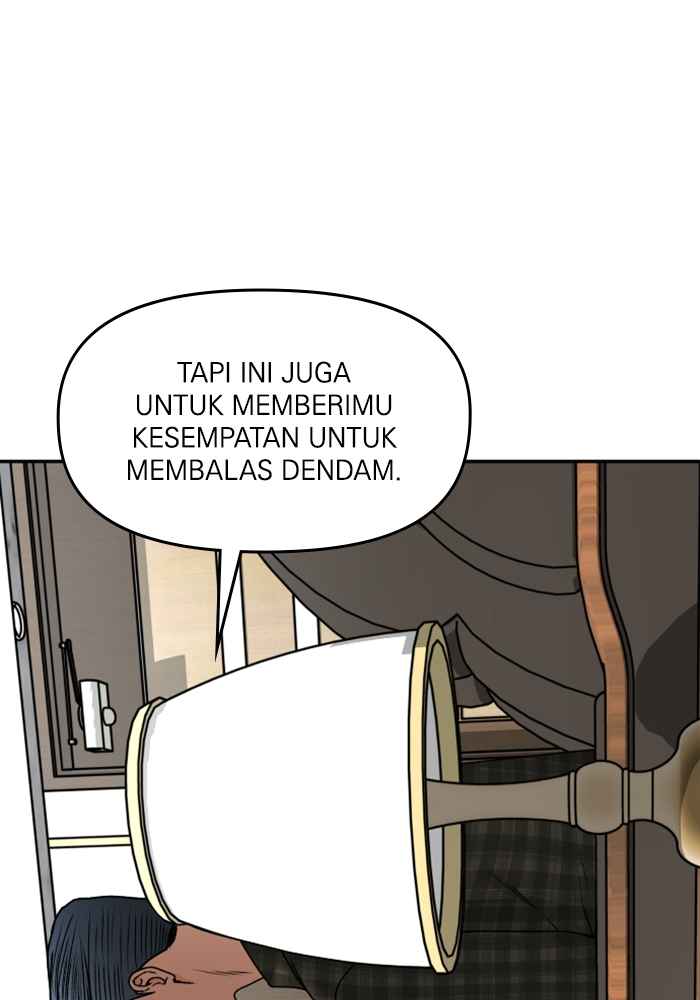 TAPI INI JUGA
UNTUK MEMBERIMU
KESEMPATAN UNTUK
MEMBALAS DENDAM.